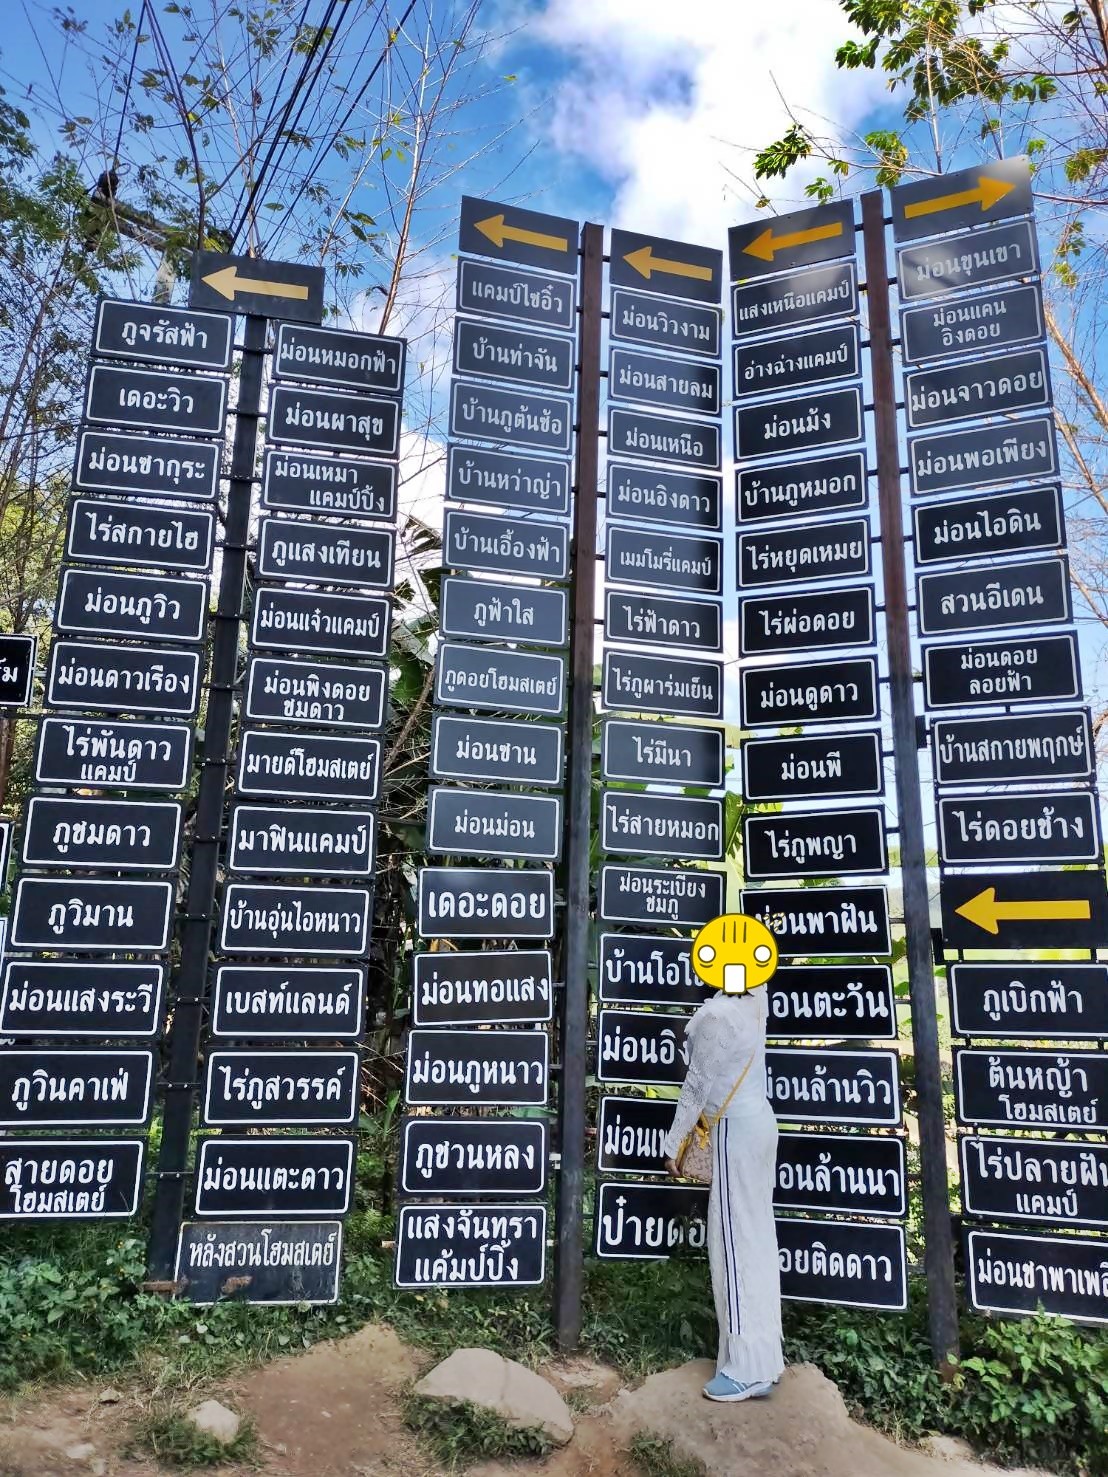 ภูจรัสฟ้า
เดอะวิว
ม่อนซากุระ
ไร่สกายไฮ
ม่อนภูวิว
ม่อนดาวเรือง
ไร่พันดาว
แคมป์
ภูชมดาว
ภูวิมาน
ม่อนแสงระวี
ภูวินคาเฟ่
สายดอย
โฮมสเตย์
ม่อนหมอกฟ้า
ม่อนผาสุข
ม่อนเหมา
แคมป์ปิ้ง
ภูแสงเทียน
ม่อนแจ๋วแคมป์
ม่อนพิงดอย
ชมดาว
มายด์โฮมสเตย์
มาฟินแคมป์
บ้านอุ่นไอหนาว
เบสท์แลนด์
ไร่ภูสวรรค์
ม่อนแตะดาว
หลังสวนโฮมสเตย์
แคมป์ไซอิ๋ว
บ้านท่าจัน
บ้านภูต้นซ้อ
บ้านหว่าญ่า
บ้านเอื้องฟ้า
ภูฟ้าใส
ภูดอยโฮมสเตย์
ม่อนซาน
ม่อนม่อน
เดอะดอย
ม่อนทอแสง
ม่อนภูหนาว
ภูชวนหลง
แสงจันทรา
แค้มป์ปิ้ง
ม่อนวิวงาม
ม่อนสายลม
ม่อนเหนือ
ม่อนอิงดาว
เมมโมรี่แคมป์
ไร่ฟ้าดาว
ไร่ภูผาร่มเย็น
ไร่มีนา
ไร่สายหมอก
ม่อนระเบียง
ชมภู
แสงเหนือแคมป์
อ่างฉ่างแคมป์
ม่อนมัง
บ้านภูหมอก
ไร่หยุดเหมย
ไร่ผ่อดอย
ม่อนดูดาว
ม่อนพี
ไร่ภูพญา
ม่อนพาฝัน
ม่อนขุนเขา
ม่อนแคน
อิงดอย
ม่อนจาวดอย
ม่อนพอเพียง
ม่อนไอดิน
สวนอีเดน
ม่อนดอย
ลอยฟ้า
บ้านสกายพฤกษ์
ไร่ดอยช้าง
ภูเบิกฟ้า
ต้นหญ้า
โฮมสเตย์
ไร่ปลายฝัน
แคมป์